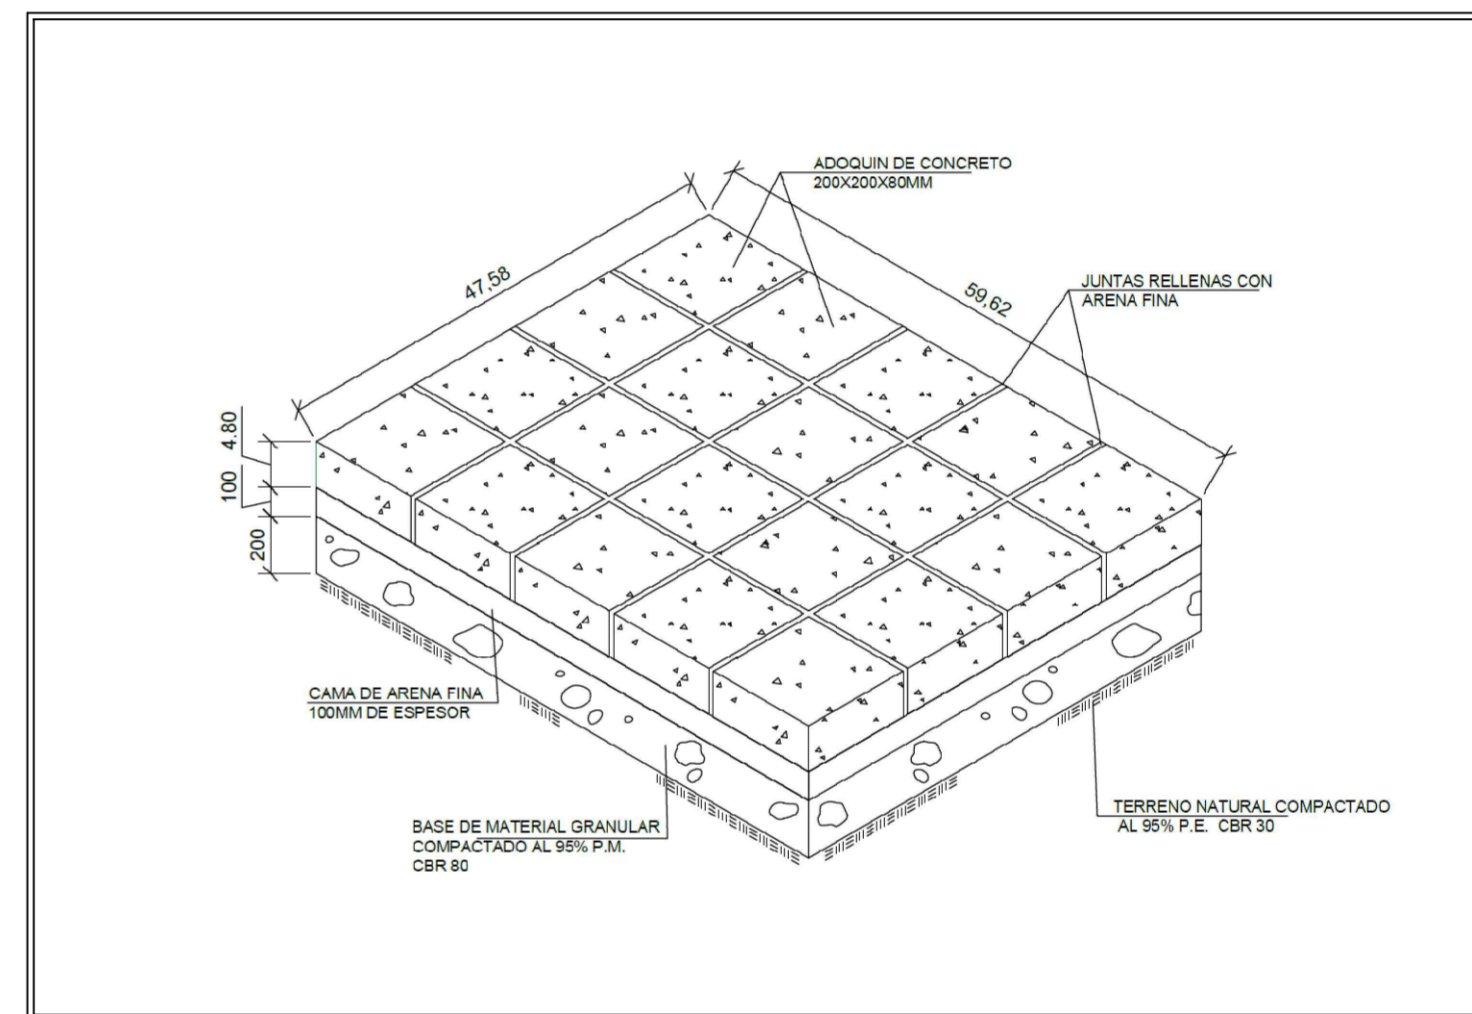 ADOQUIN DE CONCRETO
200X200X80MM
47,58
59,62
JUNTAS RELLENAS CON
ARENA FINA
4.80
100
200
CAMA DE ARENA FINA
100MM DE ESPESOR
BASE DE MATERIAL GRANULAR
COMPACTADO AL 95% P.M.
CBR 80
TERRENO NATURAL COMPACTADO
AL 95% P.E. CBR 30